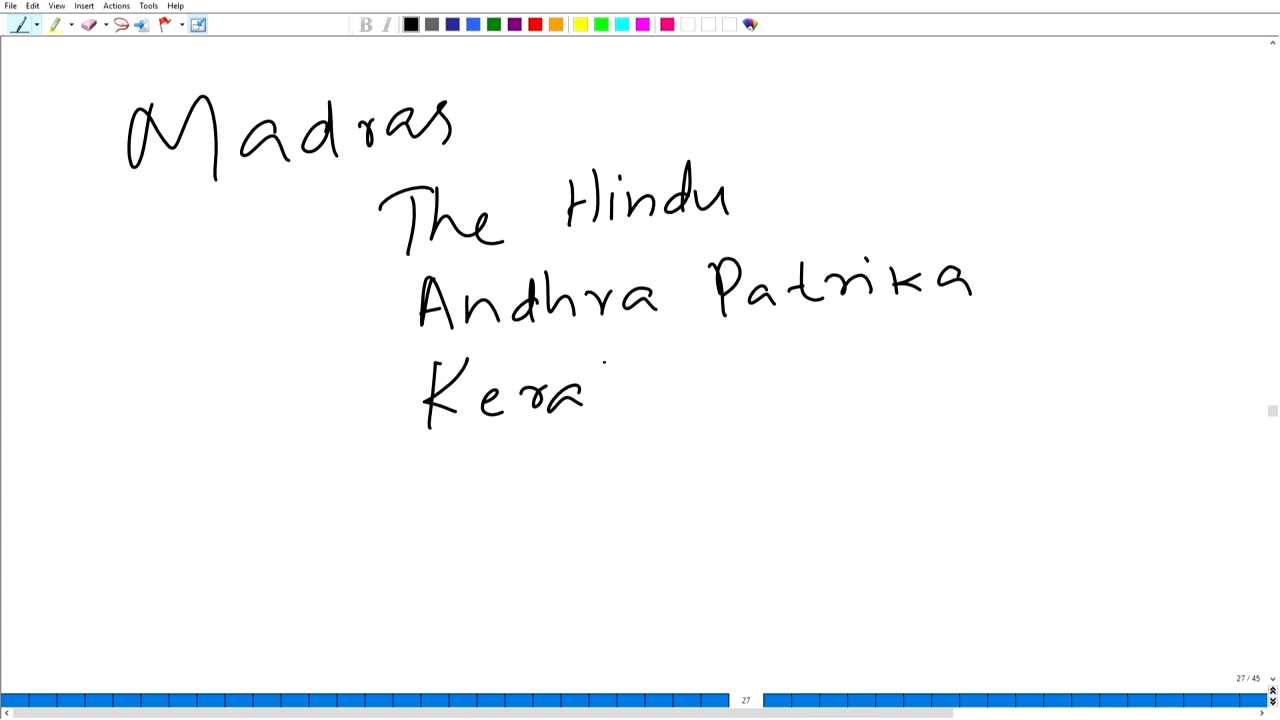 File Edit View Insert Actions Tools Help
B I
Madras
The Hindu
Andhra Patrika
Kera
27 / 45
27